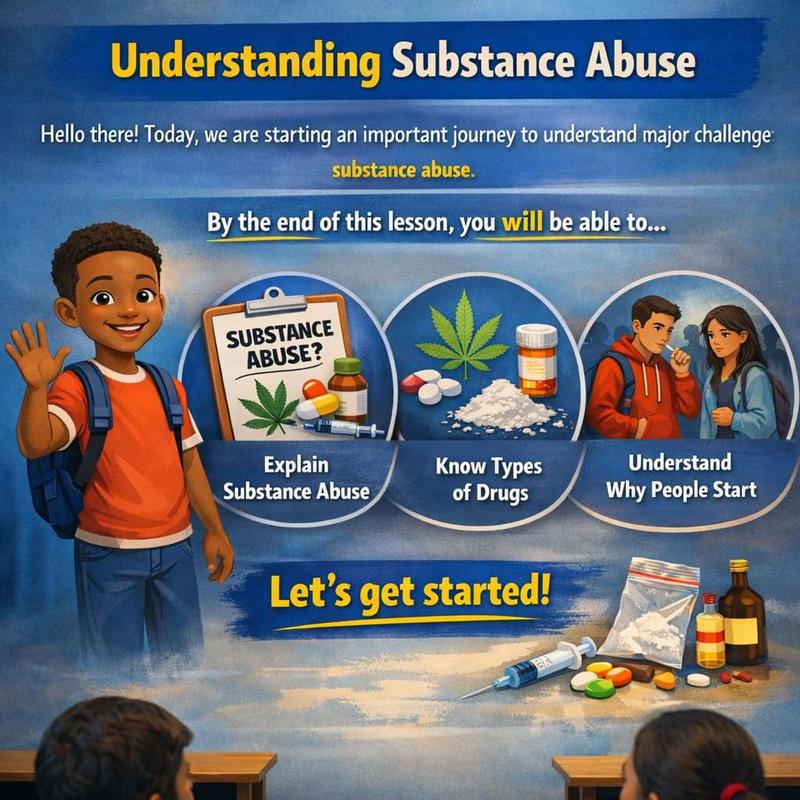 Understanding Substance Abuse
Hello there! Today, we are starting an important journey to understand major challenge
substance abuse.
By the end of this lesson, you will be able to...
SUBSTANCE
ABUSE?
Explain
Substance Abuse
Know Types
of Drugs
Understand
Why People Start
Let's get started!